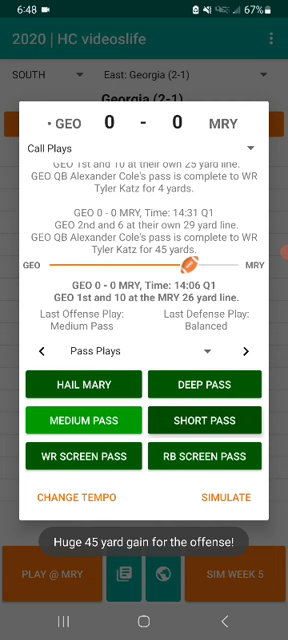 6:48 67%
2020 | HC videoslife
SOUTH East: Georgia (2-1)
Georgia (2-1)
• GEO 0 - 0 MRY
Call Plays
GEO 1st and 10 at their own 25 yard line.
GEO QB Alexander Cole's pass is complete to WR
Tyler Katz for 4 yards.
GEO 0 - 0 MRY, Time: 14:31 Q1
GEO 2nd and 6 at their own 29 yard line.
GEO QB Alexander Cole's pass is complete to WR
Tyler Katz for 45 yards.
GEO MRY
GEO 0 - 0 MRY, Time: 14:06 Q1
GEO 1st and 10 at the MRY 26 yard line.
Last Offense Play: Last Defense Play:
Medium Pass Balanced
Pass Plays
HAIL MARY DEEP PASS
MEDIUM PASS SHORT PASS
WR SCREEN PASS RB SCREEN PASS
CHANGE TEMPO SIMULATE
Huge 45 yard gain for the offense!
PLAY @ MRY SIM WEEK 5